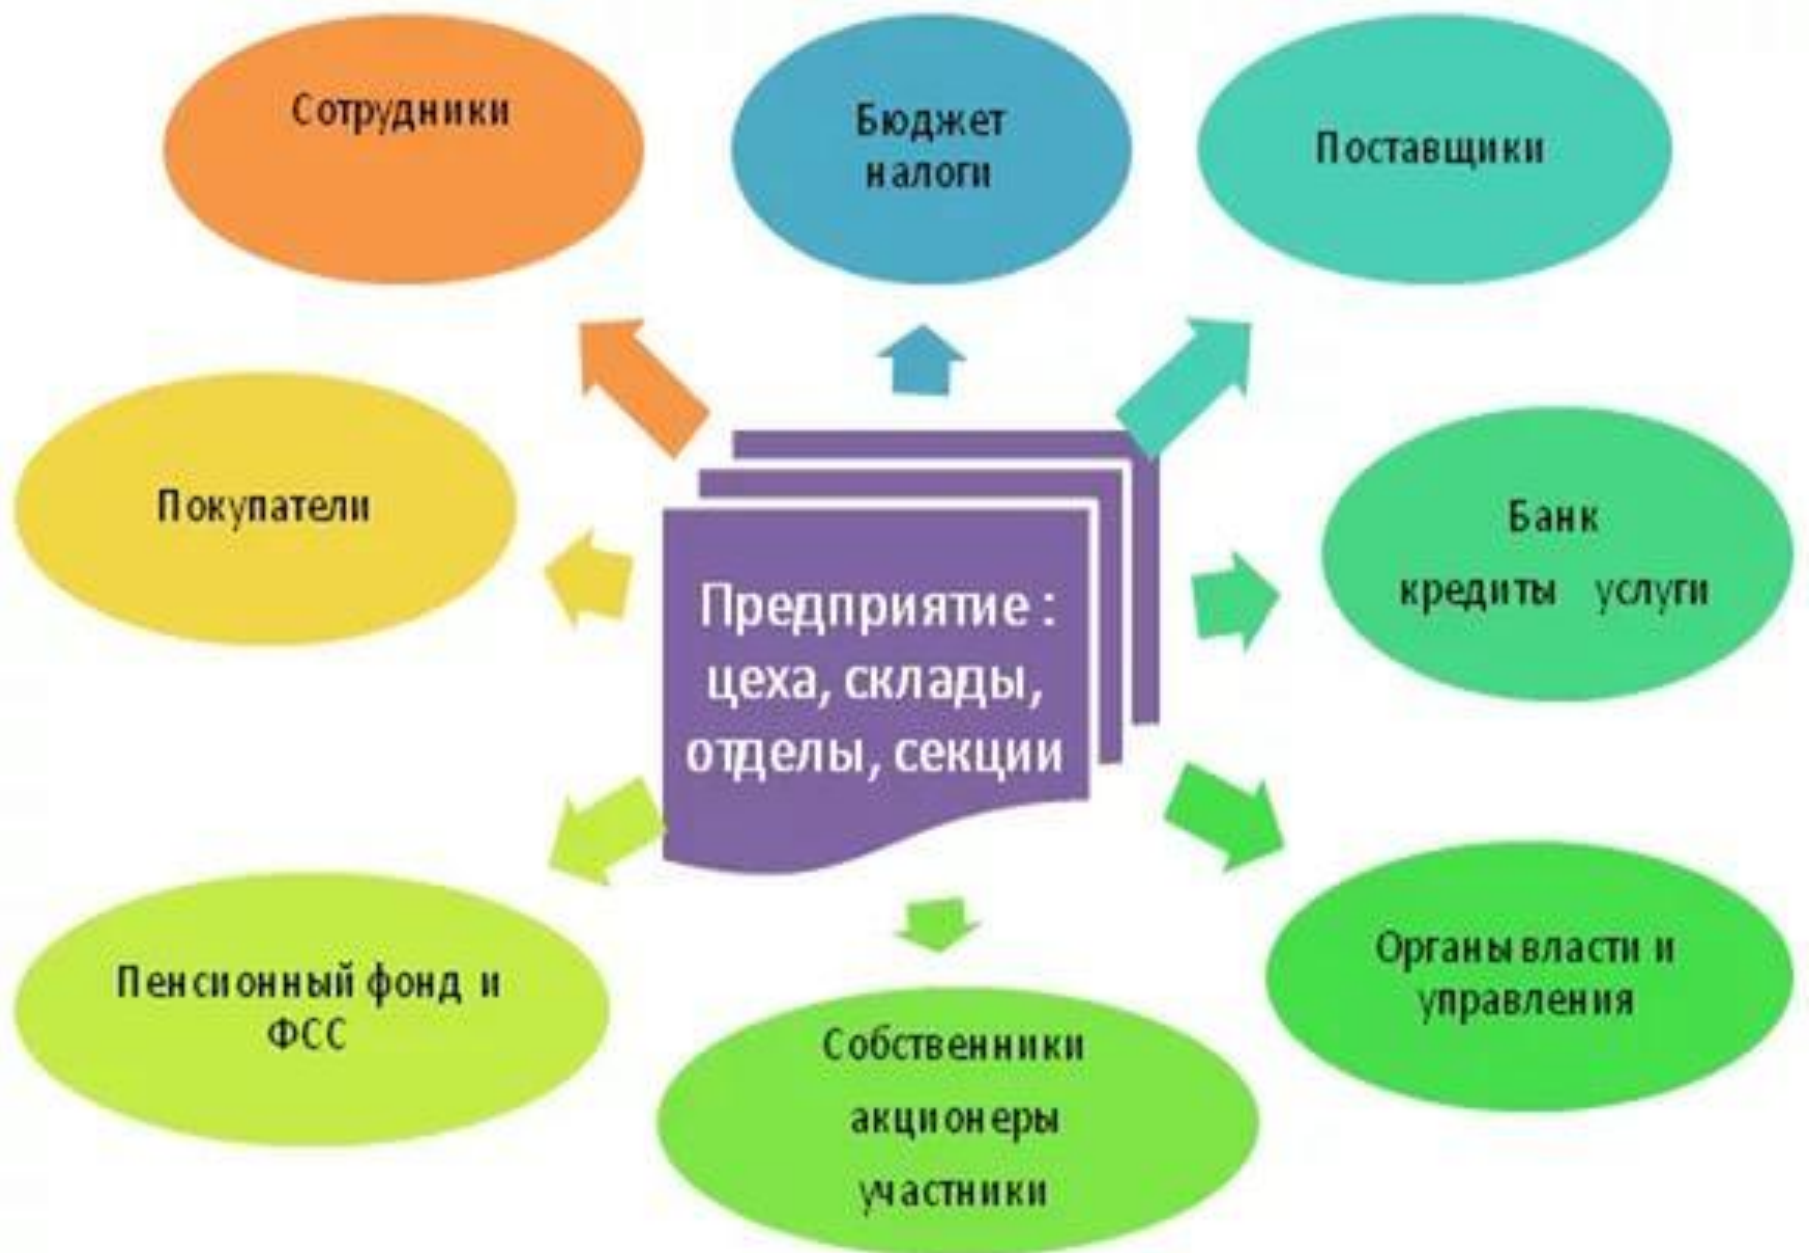 Сотрудники
Бюджет
налоги
Поставщики
Покупатели
Банк
кредиты услуги
Предприятие :
цеха, склады,
отделы, секции
Пенсионный фонд и
ФСС
Органы власти и
управления
Собственники
акционеры
участники